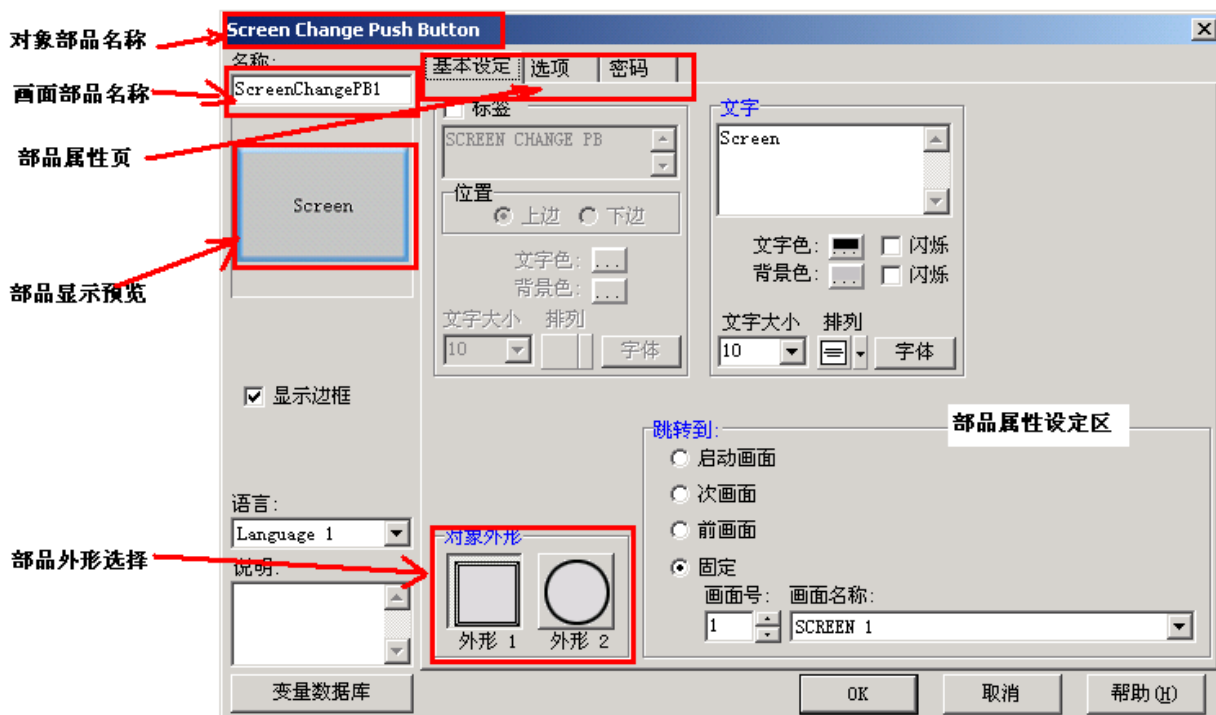 对象部品名称
画面部品名称
部品属性页
部品显示预览
部品外形选择
Screen Change Push Button
名称:
ScreenChangePB1
Screen
显示边框
语言:
Language 1
说明:
变量数据库
基本设定 选项 密码
标签
SCREEN CHANGE PB
位置
上边 下边
文字色: ...
背景色: ...
文字大小 排列
10 字体
文字
Screen
文字色: ... 闪烁
背景色: ... 闪烁
文字大小 排列
10 字体
部品属性设定区
对象外形
外形 1 外形 2
跳转到:
启动画面
次画面
前画面
固定
画面号: 画面名称:
1 SCREEN 1
OK 取消 帮助(H)